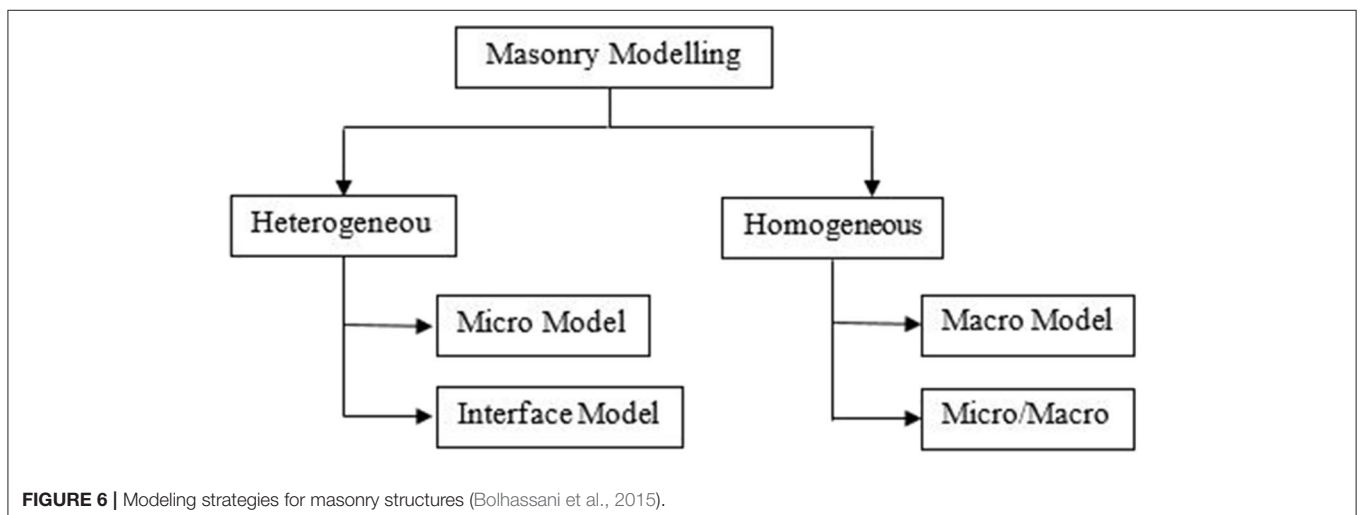 Masonry Modelling
Heterogeneou
Homogeneous
Micro Model
Macro Model
Interface Model
Micro/Macro
FIGURE 6 | Modeling strategies for masonry structures (Bolhassani et al., 2015).